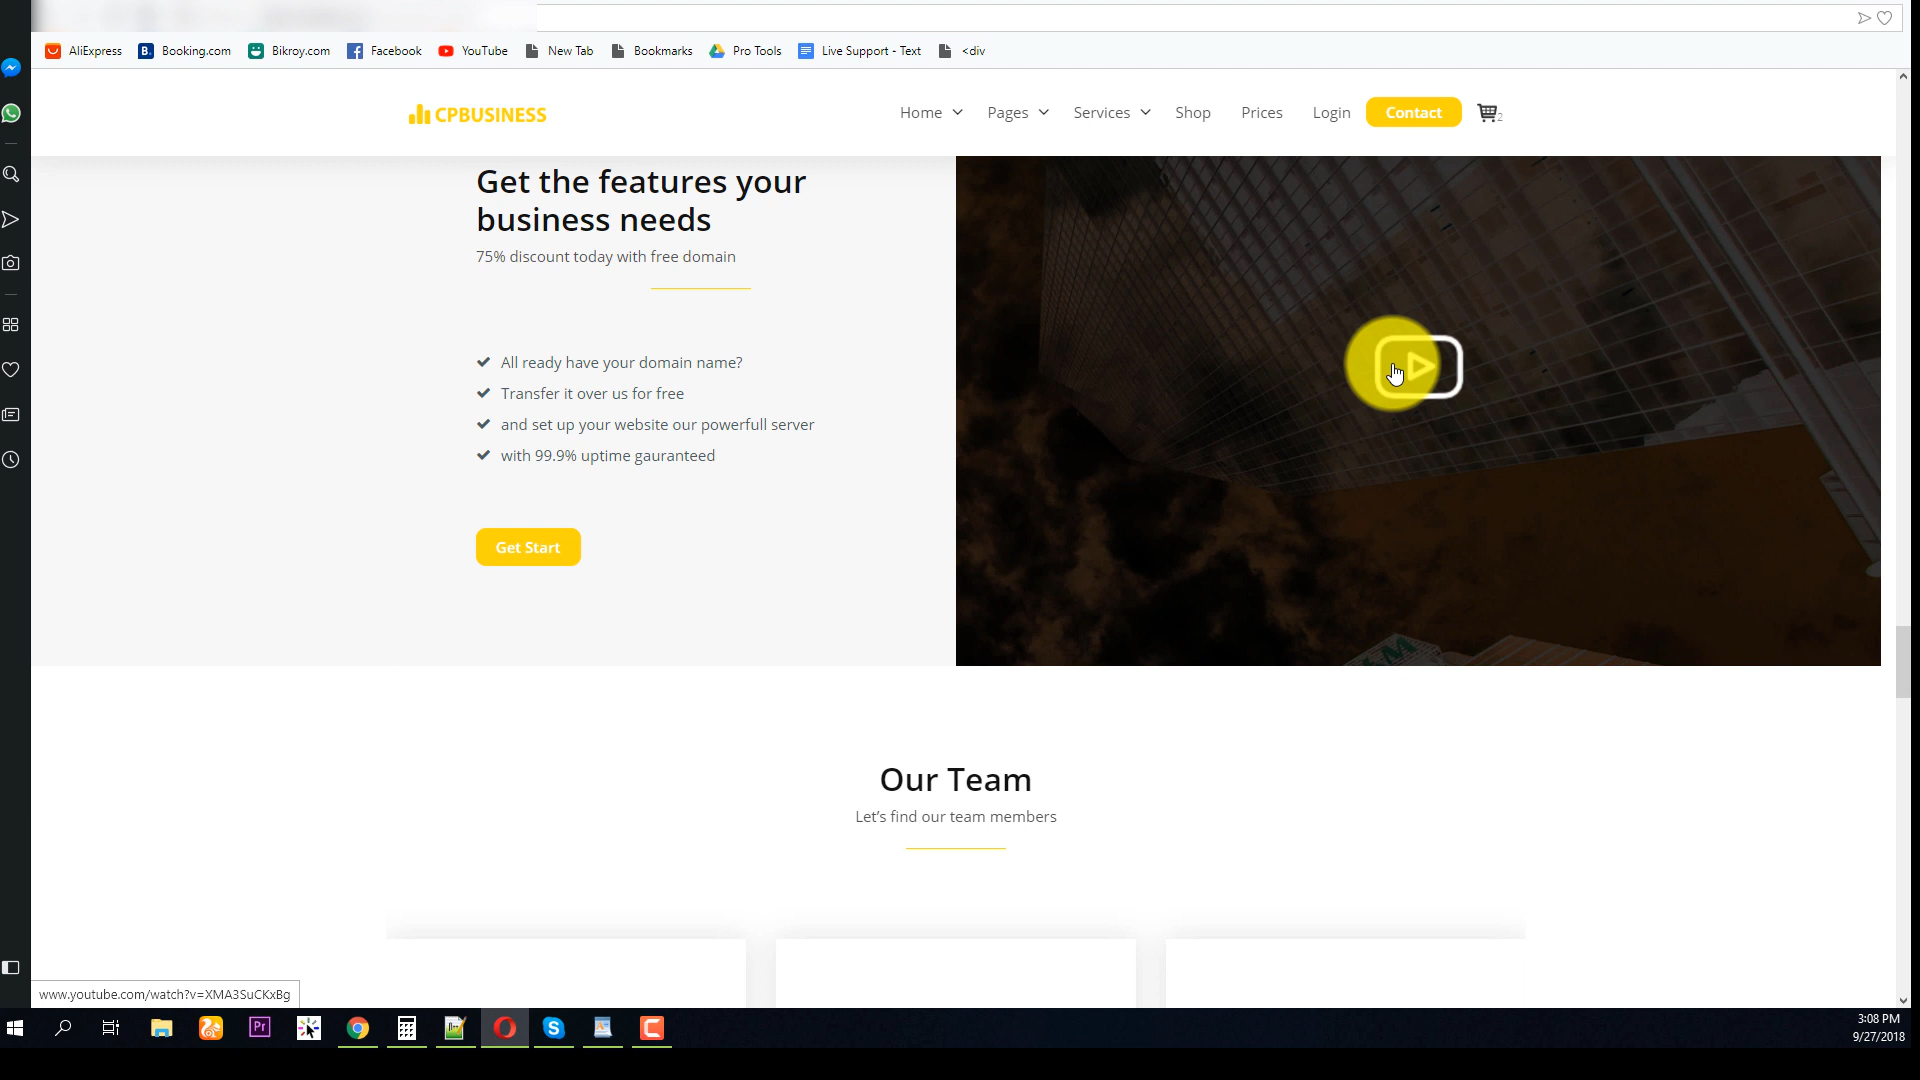 AliExpress
B. Booking.com
Bikroy.com
Facebook
YouTube
New Tab
Bookmarks
Pro Tools
Live Support - Text
<div
CPBUSINESS
Home
Pages
Services
Shop
Prices
Login
Contact
2
Get the features your
business needs
75% discount today with free domain
All ready have your domain name?
Transfer it over us for free
and set up your website our powerfull server
with 99.9% uptime gauranteed
Get Start
Our Team
Let's find our team members
www.youtube.com/watch?v=XMA3SuCKxBg
Pr
3:08 PM
9/27/2018